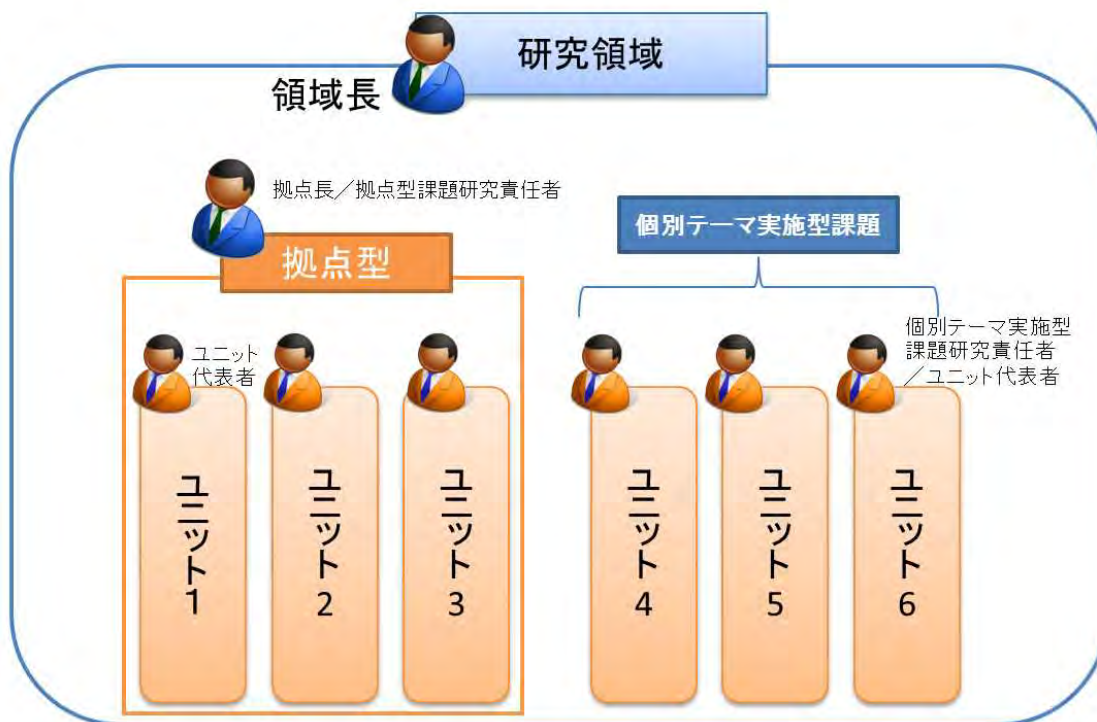 研究領域
領域長
拠点長／拠点型課題研究責任者
拠点型
個別テーマ実施型課題
ユニット
代表者
個別テーマ実施型
課題研究責任者
／ユニット代表者
ユニット1
ユニット2
ユニット3
ユニット4
ユニット5
ユニット6